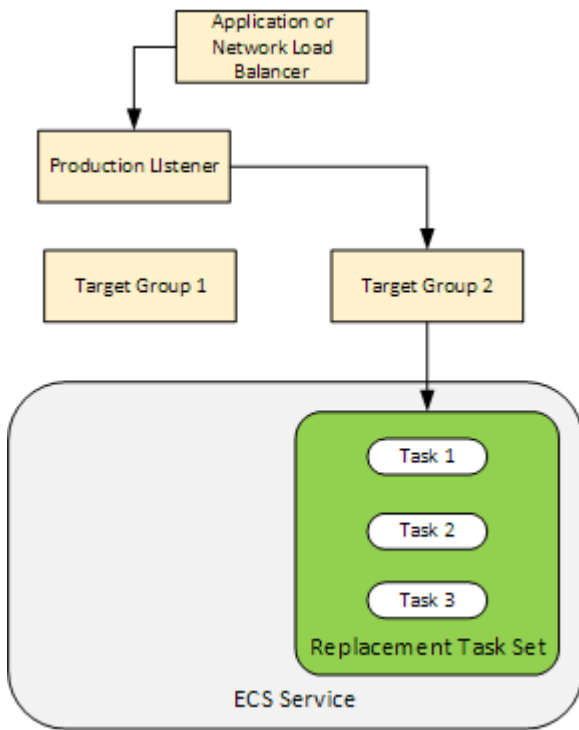 Application or
Network Load
Balancer
Production Listener
Target Group 1
Target Group 2
Task 1
Task 2
Task 3
Replacement Task Set
ECS Service